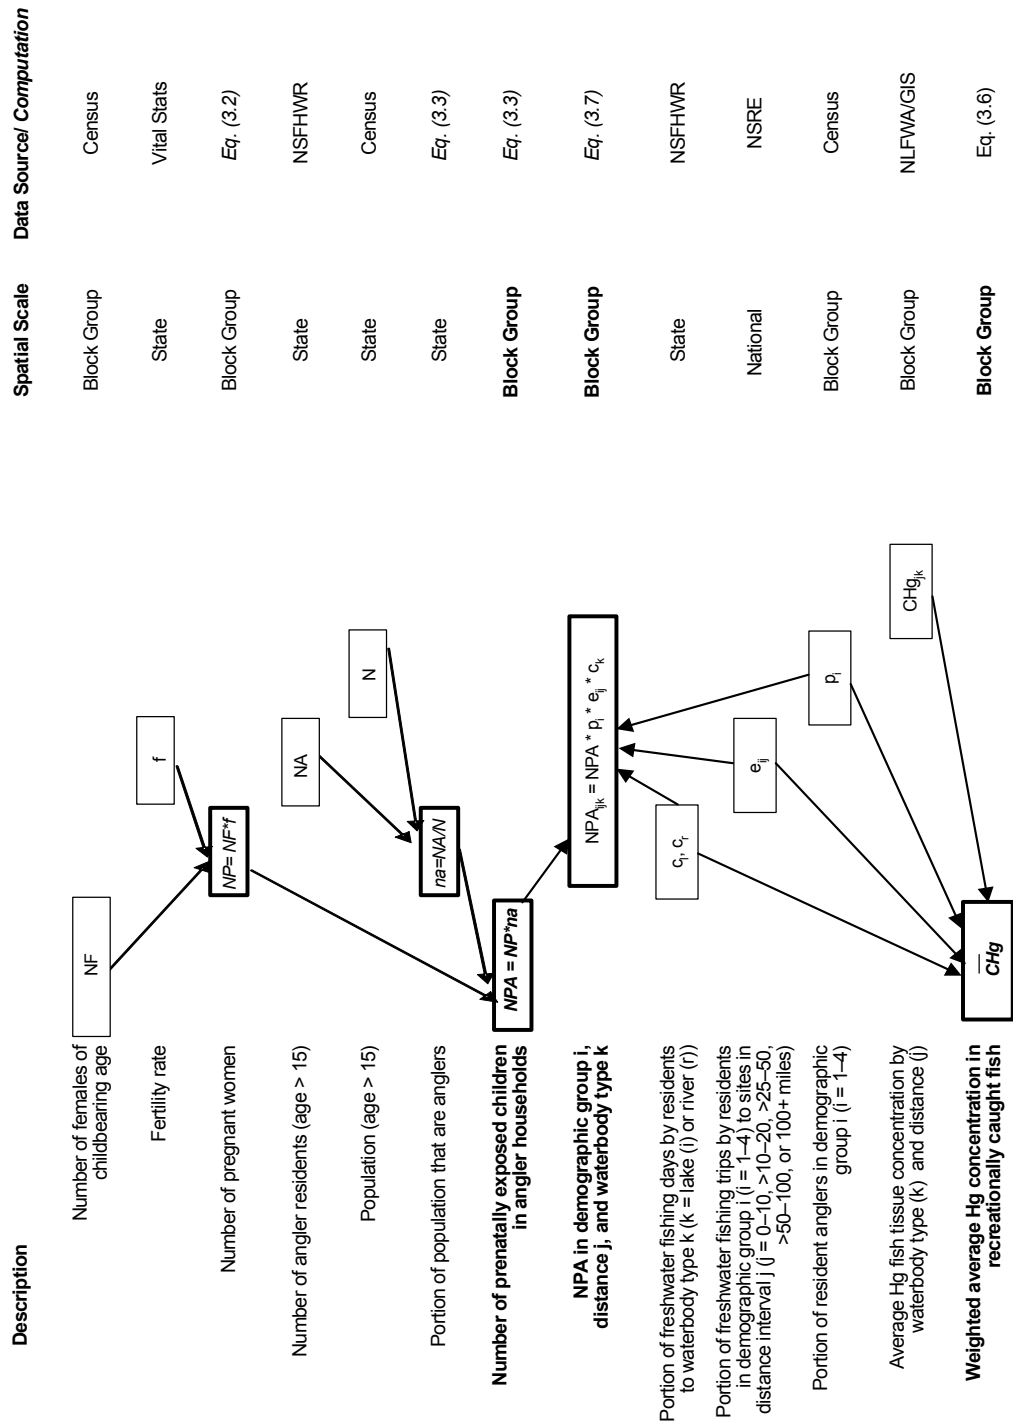 Description
Spatial Scale
Data Source/ Computation
Number of females of
childbearing age
NF
Block Group
Census
Fertility rate
f
State
Vital Stats
Number of pregnant women
NP= NF*f
Block Group
Eq. (3.2)
Number of angler residents (age > 15)
NA
State
NSFHWR
Population (age > 15)
N
State
Census
Portion of population that are anglers
na=NA/N
State
Eq. (3.3)
Number of prenatally exposed children
in angler households
NPA = NP*na
Block Group
Eq. (3.3)
NPA in demographic group i,
distance j, and waterbody type k
NPAijk = NPA * pi * eij * ck
Block Group
Eq. (3.7)
Portion of freshwater fishing days by residents
to waterbody type k (k = lake (i) or river (r))
cl, cr
State
NSFHWR
Portion of freshwater fishing trips by residents
in demographic group i (i = 1–4) to sites in
distance interval j (j = 0–10, >10–20, >25–50,
>50–100, or 100+ miles)
eij
National
NSRE
Portion of resident anglers in demographic
group i (i = 1–4)
pi
Block Group
Census
Average Hg fish tissue concentration by
waterbody type (k) and distance (j)
CHgjk
Block Group
NLFWA/GIS
Weighted average Hg concentration in
recreationally caught fish
CHg
Block Group
Eq. (3.6)